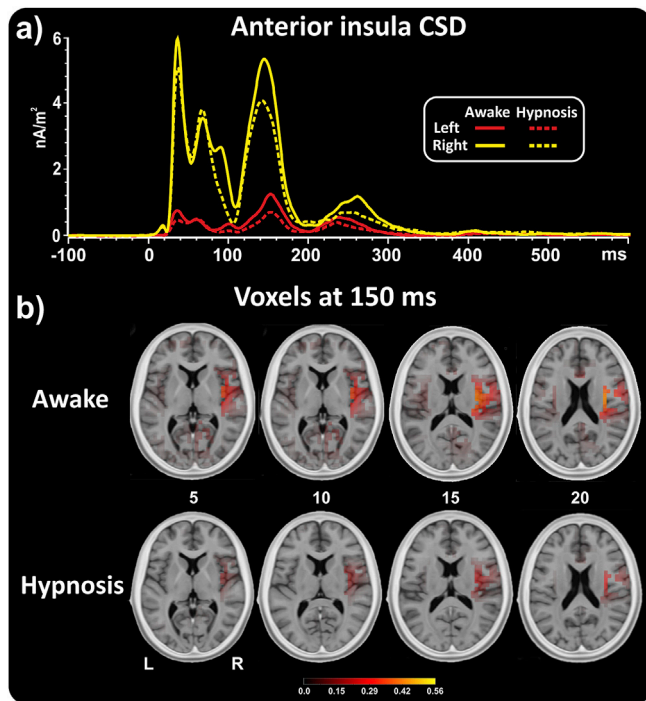 a) Anterior insula CSD
6
4
2
0
nA/m²
Awake Hypnosis
Left
Right
-100 0 100 200 300 400 500 ms
b) Voxels at 150 ms
Awake
5 10 15 20
Hypnosis
L R
0.0 0.15 0.29 0.42 0.56